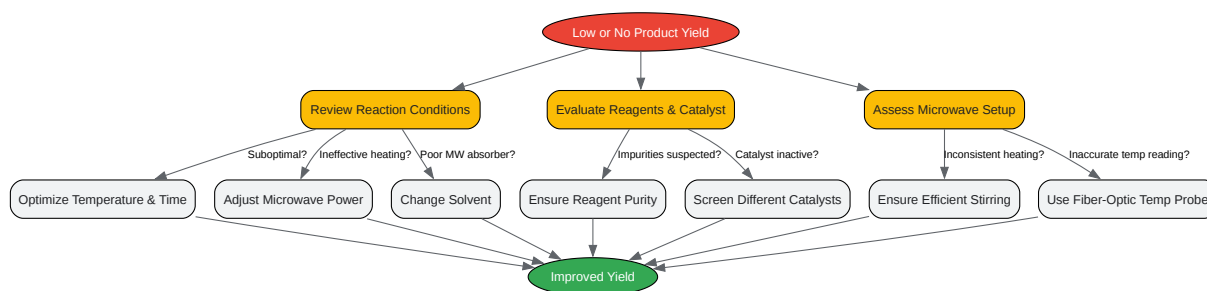 Low or No Product Yield
Review Reaction Conditions
Evaluate Reagents & Catalyst
Assess Microwave Setup
Suboptimal?
Ineffective heating?
Poor MW absorber?
Impurities suspected?
Catalyst inactive?
Inconsistent heating?
Inaccurate temp reading?
Optimize Temperature & Time
Adjust Microwave Power
Change Solvent
Ensure Reagent Purity
Screen Different Catalysts
Ensure Efficient Stirring
Use Fiber-Optic Temp Probe
Improved Yield